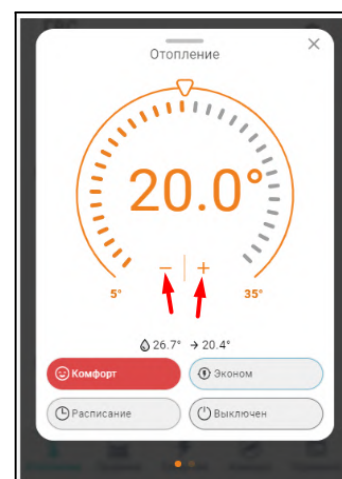 Отопление
20.0°
− +
5° 35°
26.7° → 20.4°
Комфорт Эконом
Расписание Выключен